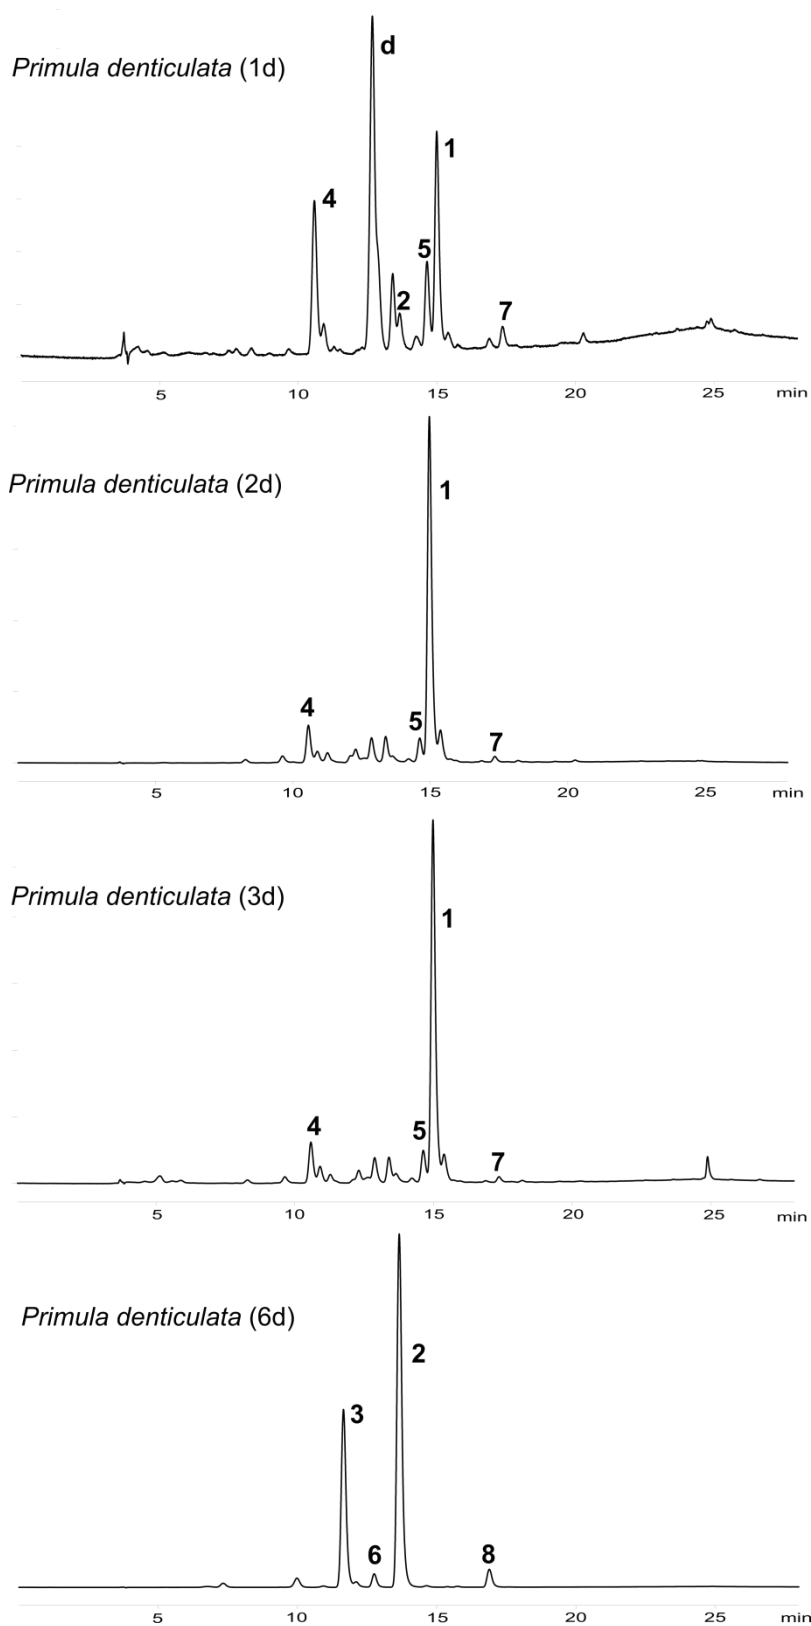 Primula denticulata (1d)
d
1
4
5
2
7
5 10 15 20 25 min
Primula denticulata (2d)
1
4
5
7
5 10 15 20 25 min
Primula denticulata (3d)
1
4
5
7
5 10 15 20 25 min
Primula denticulata (6d)
2
3
6
8
5 10 15 20 25 min